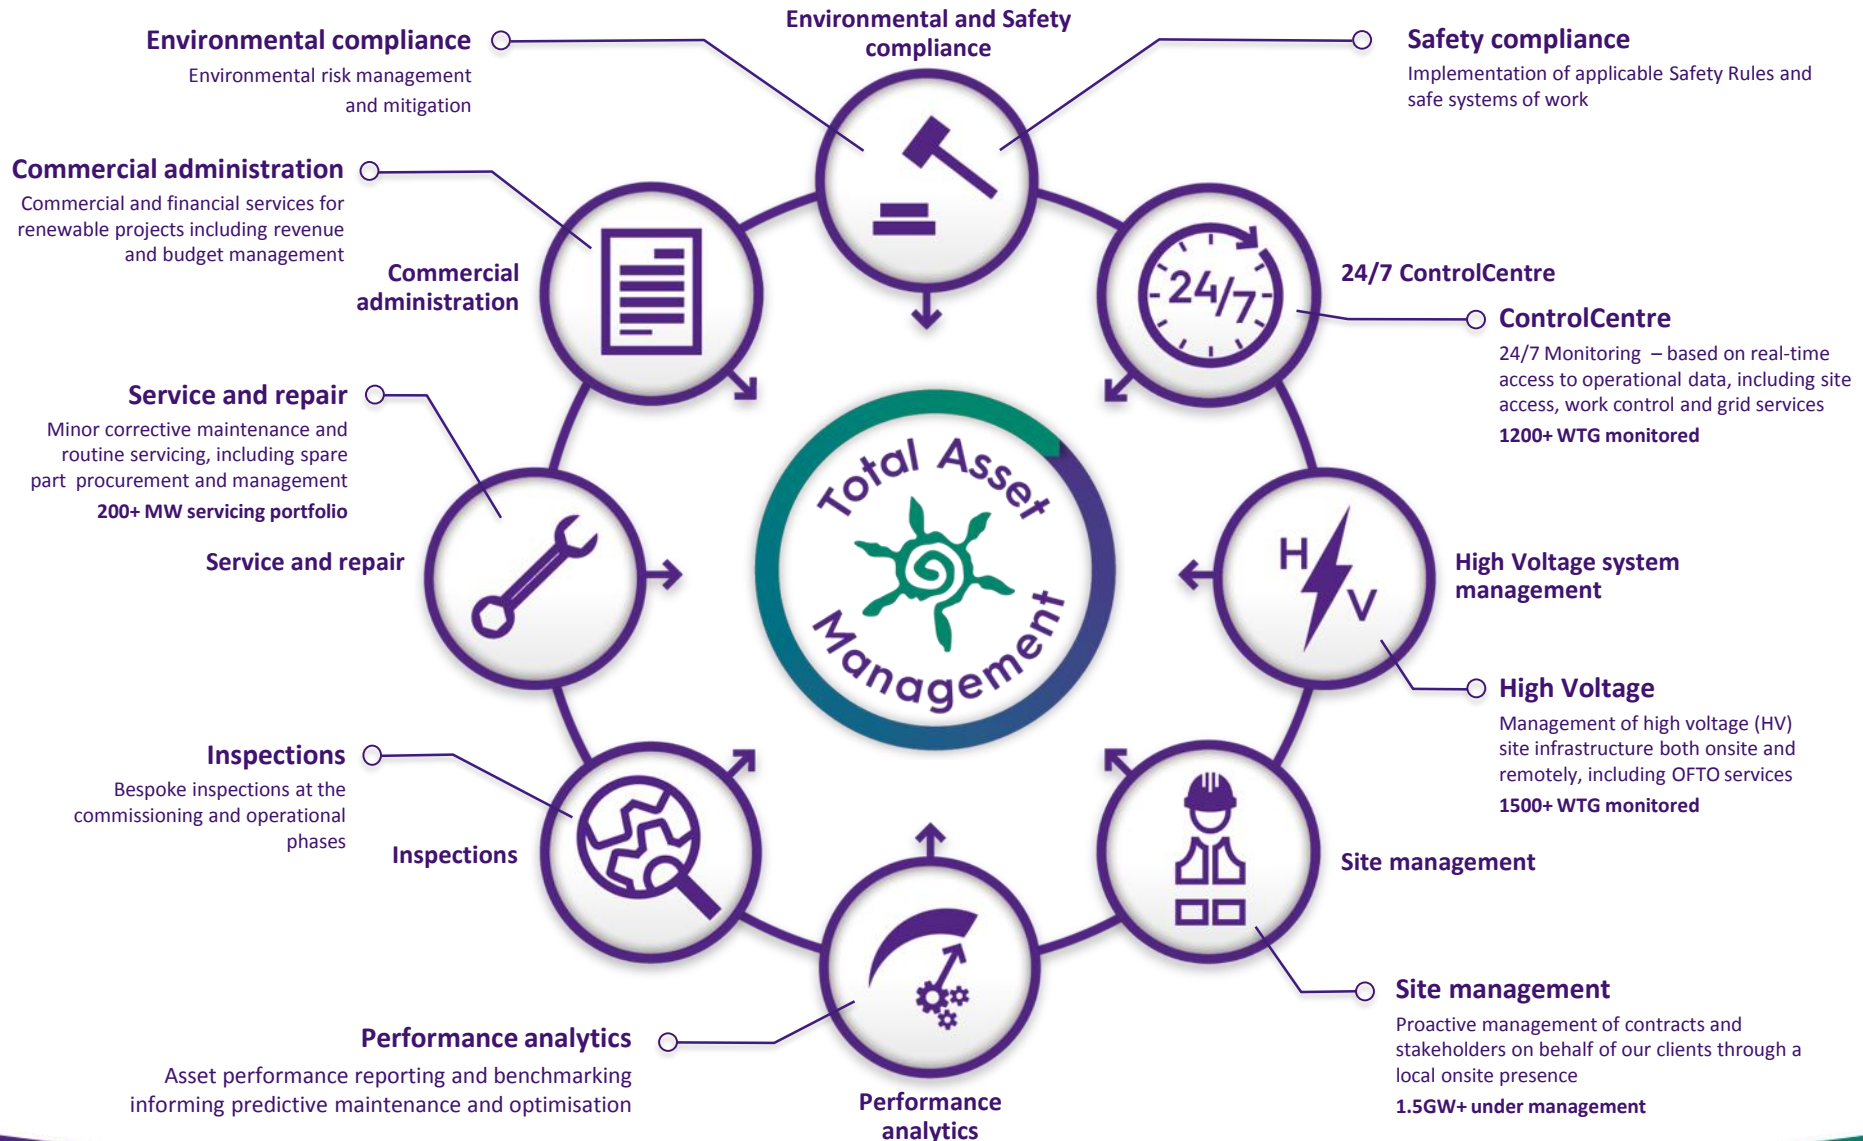 Environmental and Safety
compliance
Environmental compliance
Environmental risk management
and mitigation
Safety compliance
Implementation of applicable Safety Rules and
safe systems of work
Commercial administration
Commercial and financial services for
renewable projects including revenue
and budget management
Commercial
administration
24/7
24/7 ControlCentre
ControlCentre
24/7 Monitoring – based on real-time
access to operational data, including site
access, work control and grid services
1200+ WTG monitored
Service and repair
Minor corrective maintenance and
routine servicing, including spare
part procurement and management
200+ MW servicing portfolio
Service and repair
Total Asset
Management
H V
High Voltage system
management
High Voltage
Management of high voltage (HV)
site infrastructure both onsite and
remotely, including OFTO services
1500+ WTG monitored
Inspections
Bespoke inspections at the
commissioning and operational
phases
Inspections
Site management
Site management
Proactive management of contracts and
stakeholders on behalf of our clients through a
local onsite presence
1.5GW+ under management
Performance analytics
Asset performance reporting and benchmarking
informing predictive maintenance and optimisation
Performance
analytics